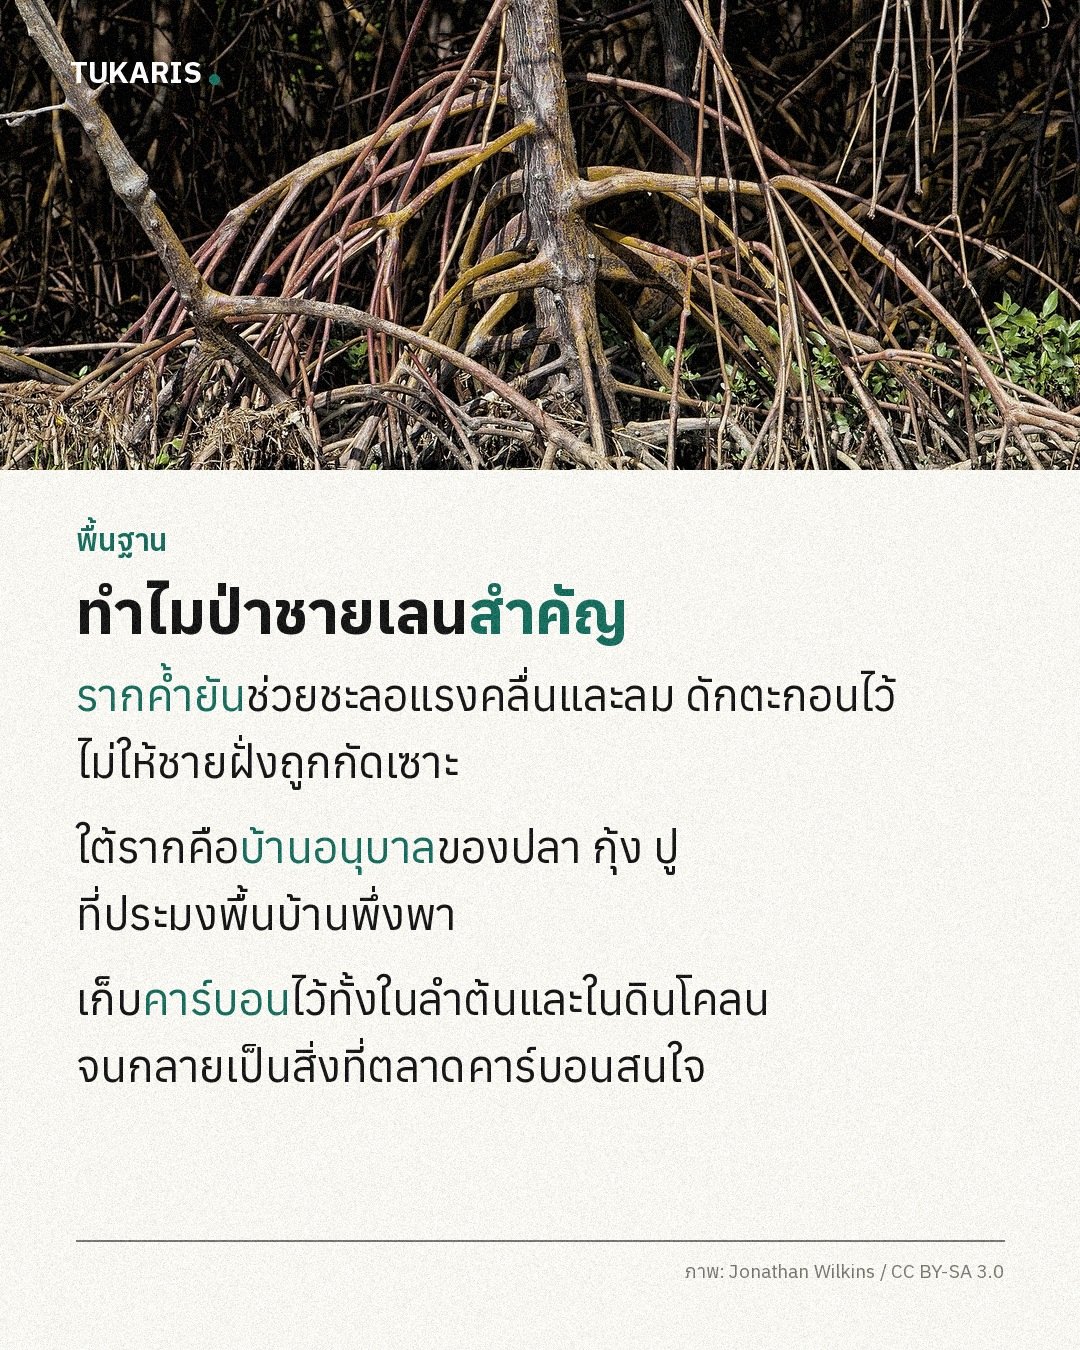 TUKARIS
พื้นฐาน
ทำไมป่าชายเลนสำคัญ
รากค้ำยันช่วยชะลอแรงคลื่นและลม ดักตะกอนไว้
ไม่ให้ชายฝั่งถูกกัดเซาะ
ใต้รากคือบ้านอนุบาลของปลา กุ้ง ปู
ที่ประมงพื้นบ้านพึ่งพา
เก็บคาร์บอนไว้ทั้งในลำต้นและในดินโคลน
จนกลายเป็นสิ่งที่ตลาดคาร์บอนสนใจ
ภาพ: Jonathan Wilkins / CC BY-SA 3.0